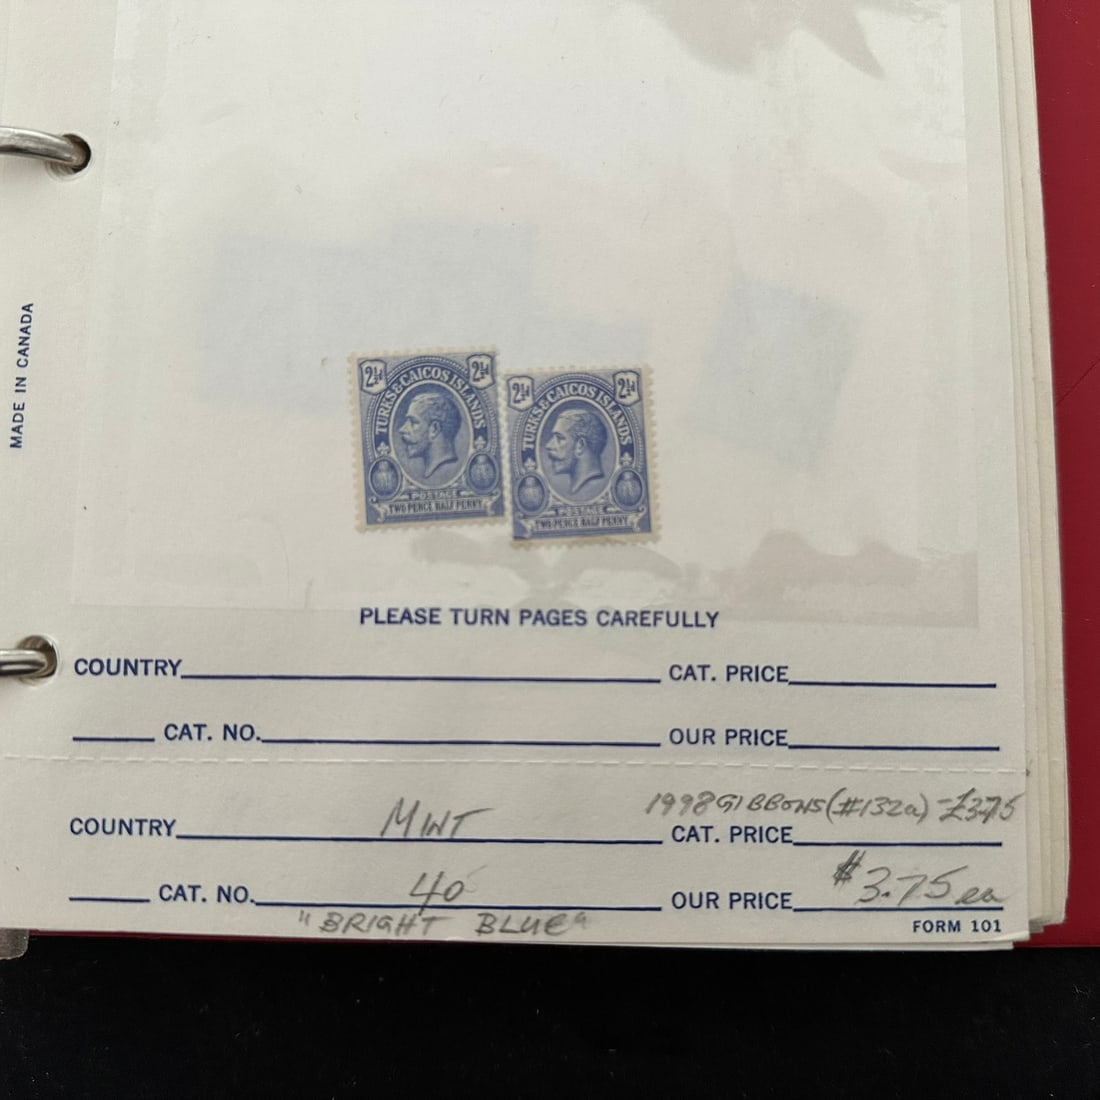 MADE IN CANADA
2½d 2½d
TURKS & CAICOS ISLANDS
POSTAGE
TWO PENCE HALF PENNY
2½d 2½d
TURKS & CAICOS ISLANDS
POSTAGE
TWO PENCE HALF PENNY
PLEASE TURN PAGES CAREFULLY
COUNTRY CAT. PRICE
CAT. NO. OUR PRICE
1998 GIBBONS (#132a) - £3.75
COUNTRY MINT CAT. PRICE
CAT. NO. 40 OUR PRICE $3.75 ea
"BRIGHT BLUE" FORM 101